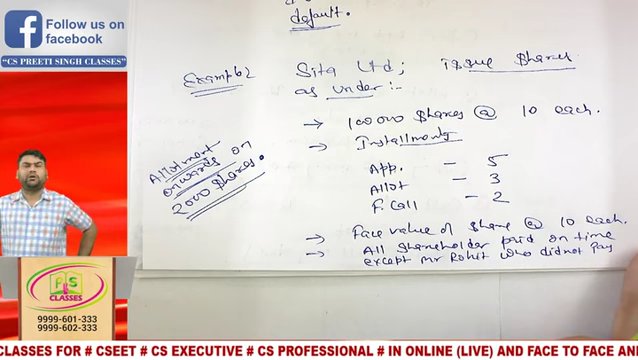 default.
Follow us on
facebook
"CS PREETI SINGH CLASSES"
Example 2
Sita Ltd; issue shares
as under :-
→ 100000 shares @ 10 each.
→ Installments
App. - 5
Allot - 3
F. Call - 2
Allotment
onwards on
2000 shares.
→ Face value of share @ 10 each.
→ All shareholder paid on time
except Mr Rohit who did not pay
PS
CLASSES
9999-601-333
9999-602-333
CLASSES FOR # CSEET # CS EXECUTIVE # CS PROFESSIONAL # IN ONLINE (LIVE) AND FACE TO FACE AND